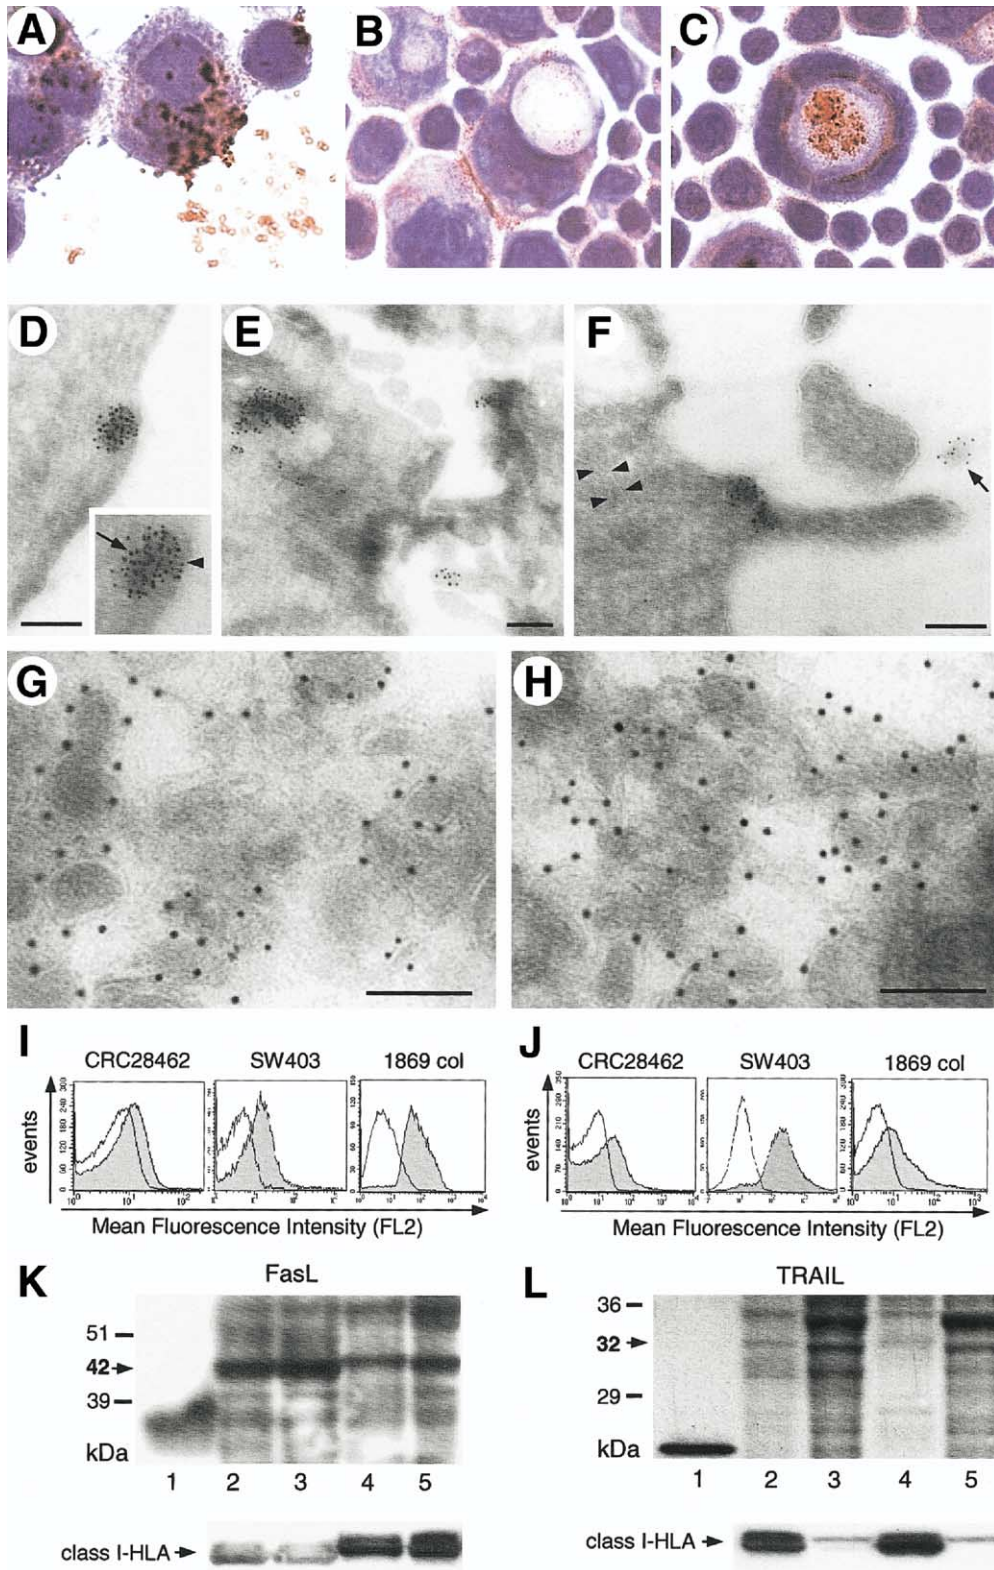 A B C
D E F
G H
I J
CRC28462 SW403 1869 col
CRC28462 SW403 1869 col
events
events
Mean Fluorescence Intensity (FL2)
Mean Fluorescence Intensity (FL2)
K FasL
51
42
39
kDa
1 2 3 4 5
class I-HLA
L TRAIL
36
32
29
kDa
1 2 3 4 5
class I-HLA